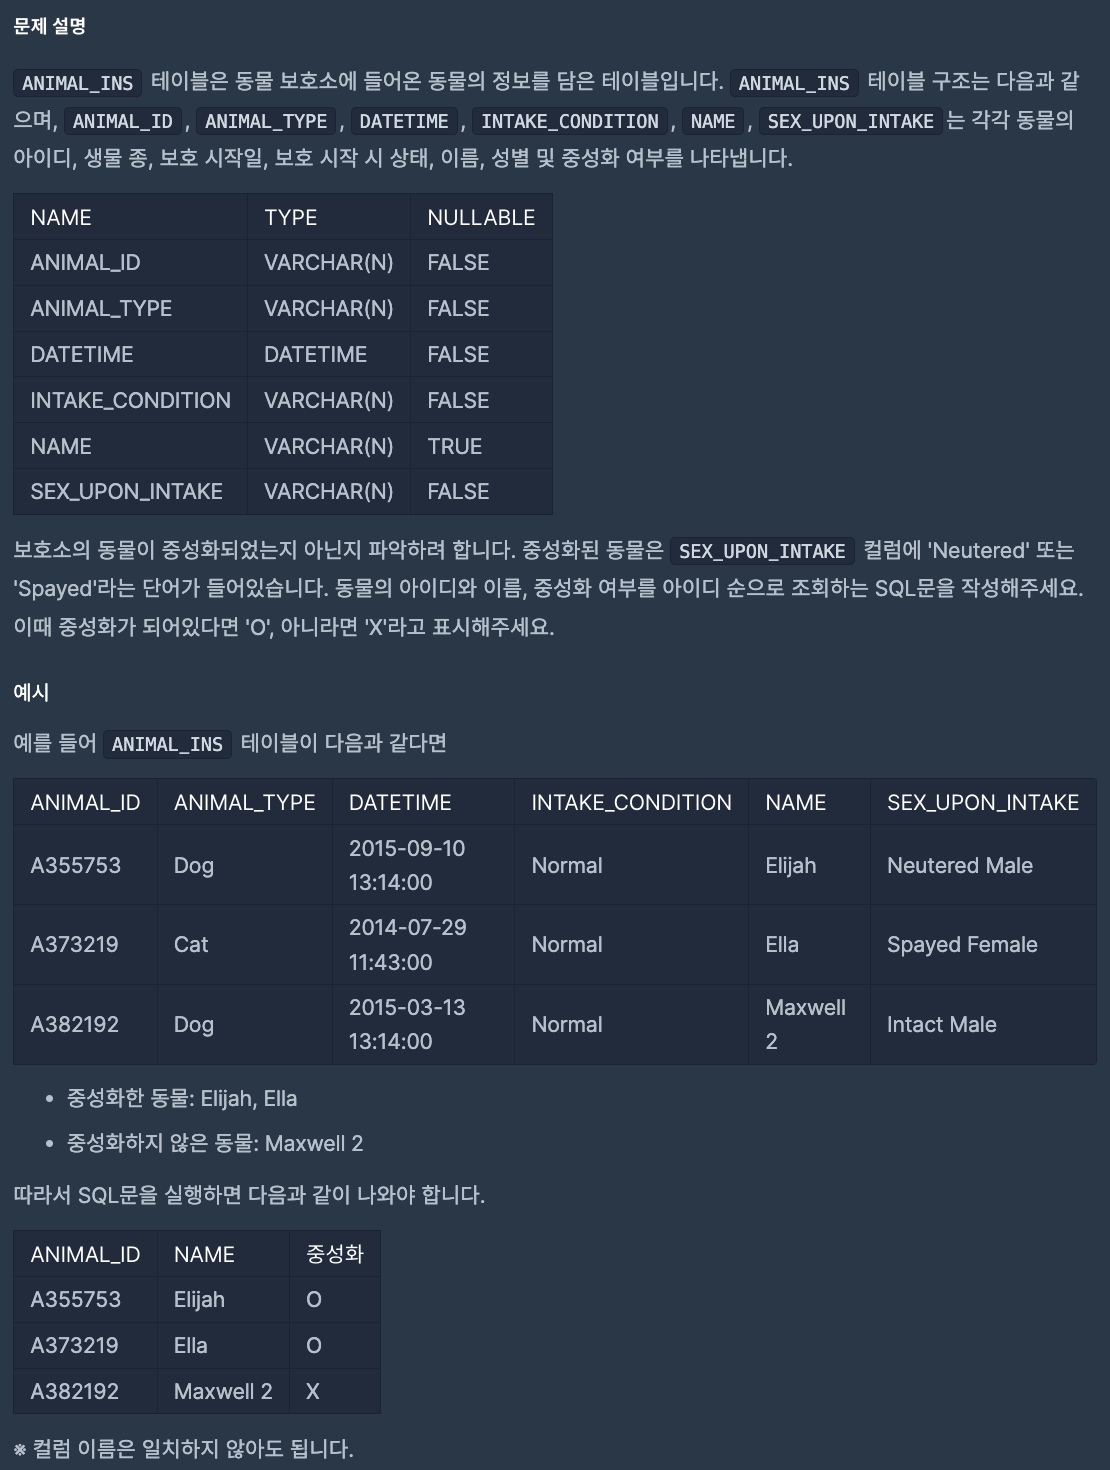 문제 설명
ANIMAL_INS 테이블은 동물 보호소에 들어온 동물의 정보를 담은 테이블입니다. ANIMAL_INS 테이블 구조는 다음과 같
으며, ANIMAL_ID, ANIMAL_TYPE, DATETIME, INTAKE_CONDITION, NAME, SEX_UPON_INTAKE는 각각 동물의
아이디, 생물 종, 보호 시작일, 보호 시작 시 상태, 이름, 성별 및 중성화 여부를 나타냅니다.
NAME TYPE NULLABLE
ANIMAL_ID VARCHAR(N) FALSE
ANIMAL_TYPE VARCHAR(N) FALSE
DATETIME DATETIME FALSE
INTAKE_CONDITION VARCHAR(N) FALSE
NAME VARCHAR(N) TRUE
SEX_UPON_INTAKE VARCHAR(N) FALSE
보호소의 동물이 중성화되었는지 아닌지 파악하려 합니다. 중성화된 동물은 SEX_UPON_INTAKE 컬럼에 'Neutered' 또는
'Spayed'라는 단어가 들어있습니다. 동물의 아이디와 이름, 중성화 여부를 아이디 순으로 조회하는 SQL문을 작성해주세요.
이때 중성화가 되어있다면 'O', 아니라면 'X'라고 표시해주세요.
예시
예를 들어 ANIMAL_INS 테이블이 다음과 같다면
ANIMAL_ID ANIMAL_TYPE DATETIME INTAKE_CONDITION NAME SEX_UPON_INTAKE
A355753 Dog 2015-09-10 13:14:00 Normal Elijah Neutered Male
A373219 Cat 2014-07-29 11:43:00 Normal Ella Spayed Female
A382192 Dog 2015-03-13 13:14:00 Normal Maxwell 2 Intact Male
• 중성화한 동물: Elijah, Ella
• 중성화하지 않은 동물: Maxwell 2
따라서 SQL문을 실행하면 다음과 같이 나와야 합니다.
ANIMAL_ID NAME 중성화
A355753 Elijah O
A373219 Ella O
A382192 Maxwell 2 X
※ 컬럼 이름은 일치하지 않아도 됩니다.